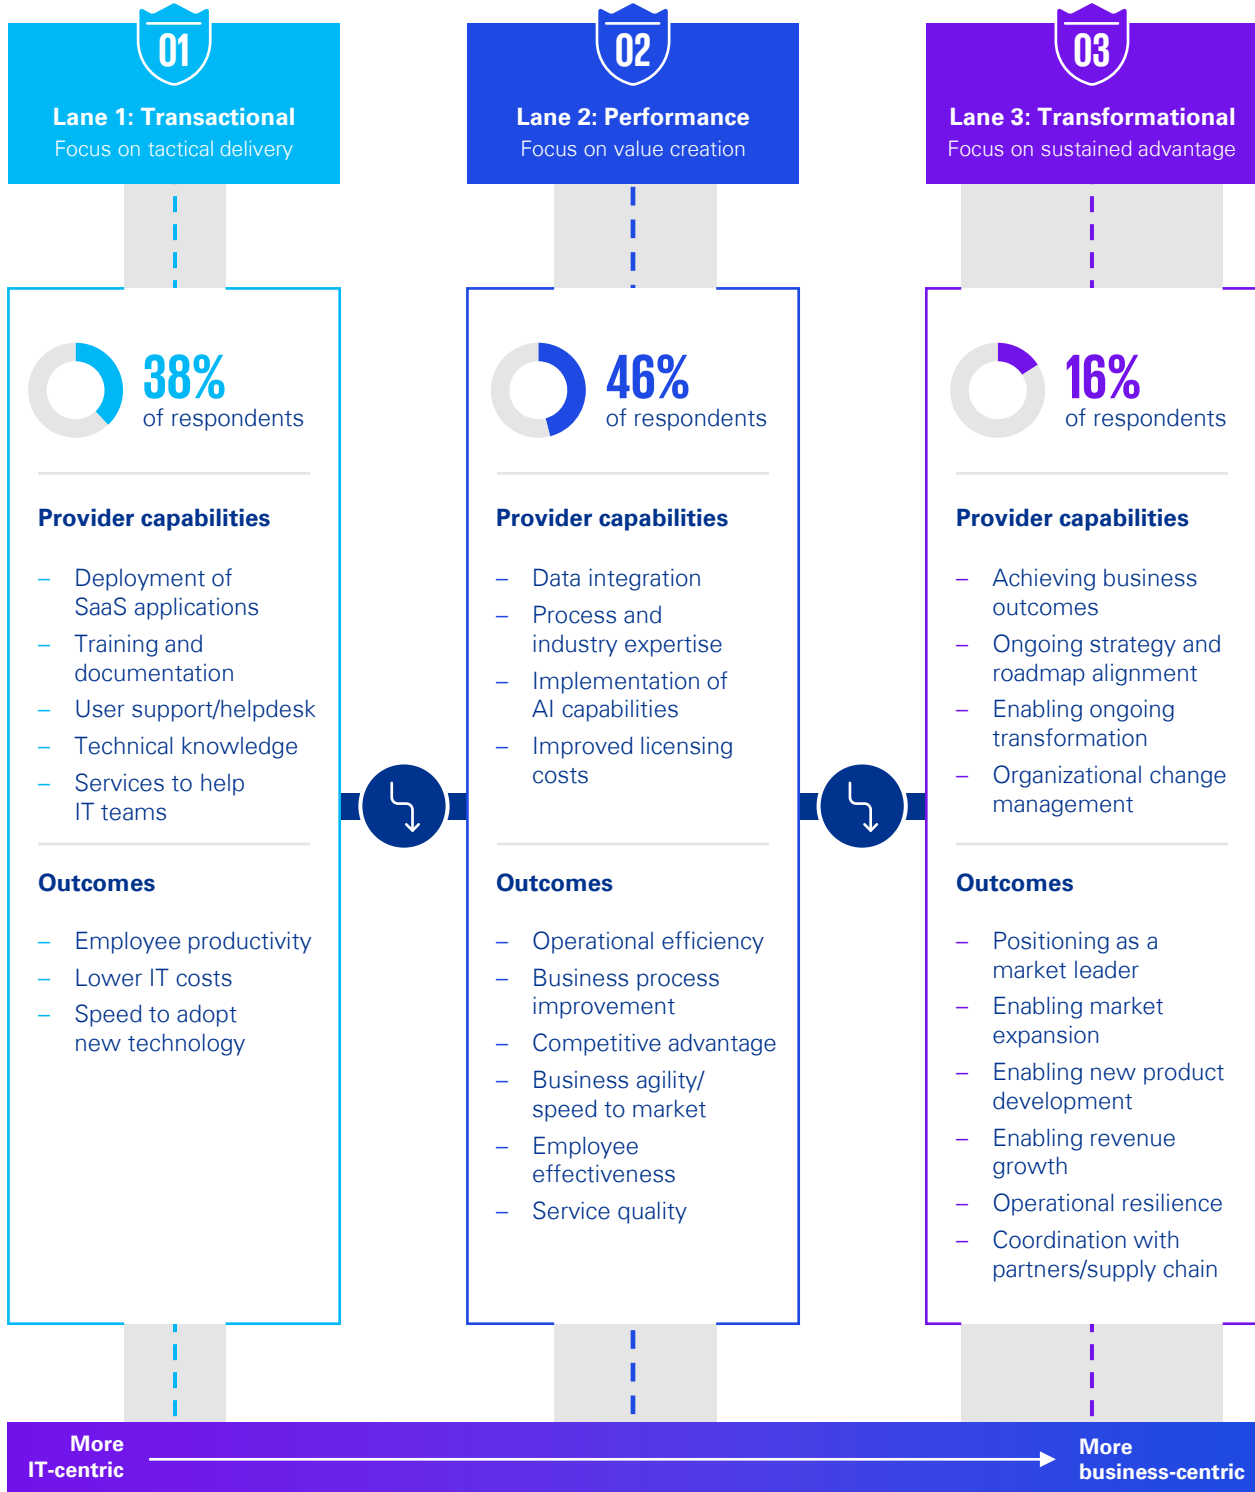 01
Lane 1: Transactional
Focus on tactical delivery
38%
of respondents
Provider capabilities
– Deployment of
SaaS applications
– Training and
documentation
– User support/helpdesk
– Technical knowledge
– Services to help
IT teams
Outcomes
– Employee productivity
– Lower IT costs
– Speed to adopt
new technology
02
Lane 2: Performance
Focus on value creation
46%
of respondents
Provider capabilities
– Data integration
– Process and
industry expertise
– Implementation of
AI capabilities
– Improved licensing
costs
Outcomes
– Operational efficiency
– Business process
improvement
– Competitive advantage
– Business agility/
speed to market
– Employee
effectiveness
– Service quality
03
Lane 3: Transformational
Focus on sustained advantage
16%
of respondents
Provider capabilities
– Achieving business
outcomes
– Ongoing strategy and
roadmap alignment
– Enabling ongoing
transformation
– Organizational change
management
Outcomes
– Positioning as a
market leader
– Enabling market
expansion
– Enabling new product
development
– Enabling revenue
growth
– Operational resilience
– Coordination with
partners/supply chain
More
IT-centric
More
business-centric